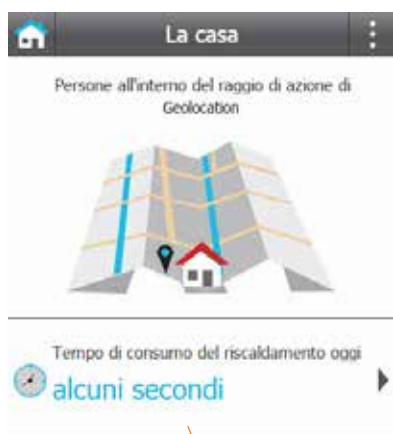 La casa
Persone all'interno del raggio di azione di
Geolocation
Tempo di consumo del riscaldamento oggi
alcuni secondi